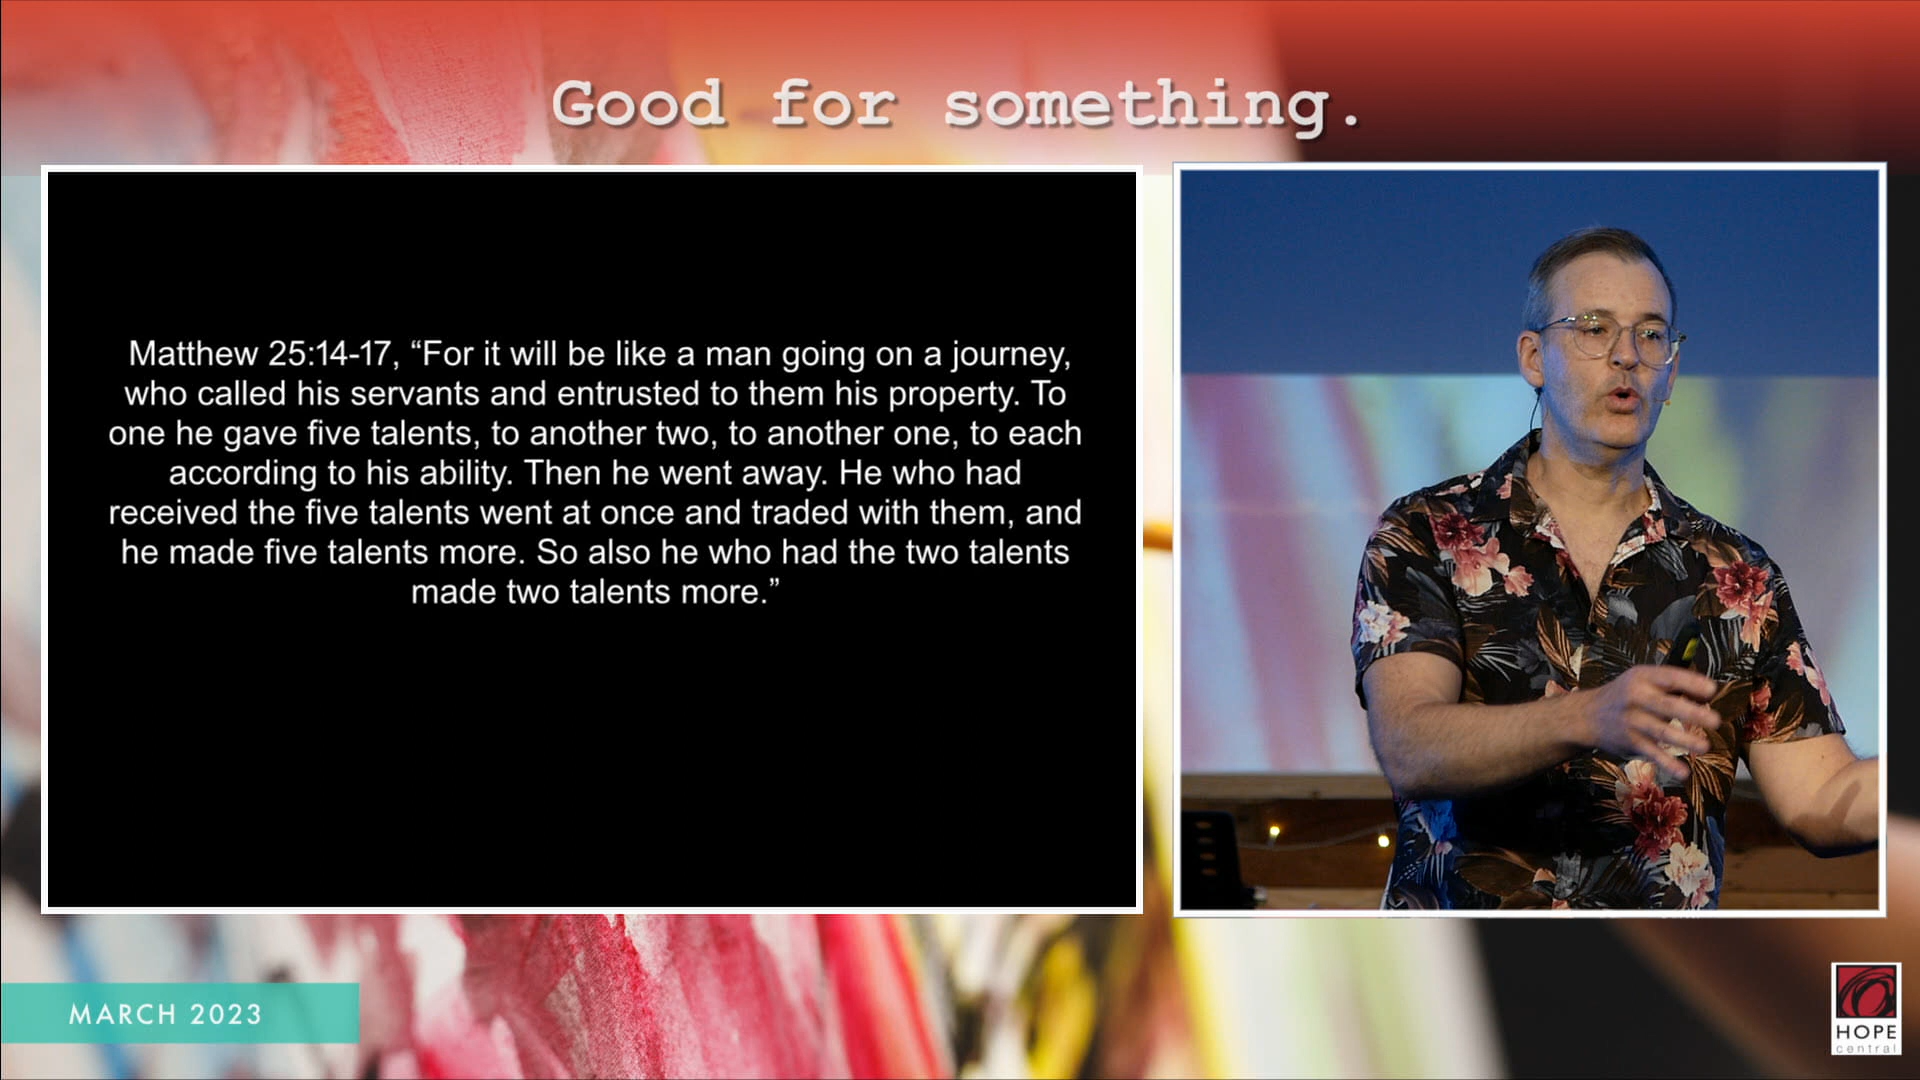 Good for something.
Matthew 25:14-17, “For it will be like a man going on a journey,
who called his servants and entrusted to them his property. To
one he gave five talents, to another two, to another one, to each
according to his ability. Then he went away. He who had
received the five talents went at once and traded with them, and
he made five talents more. So also he who had the two talents
made two talents more.”
MARCH 2023
HOPE
central